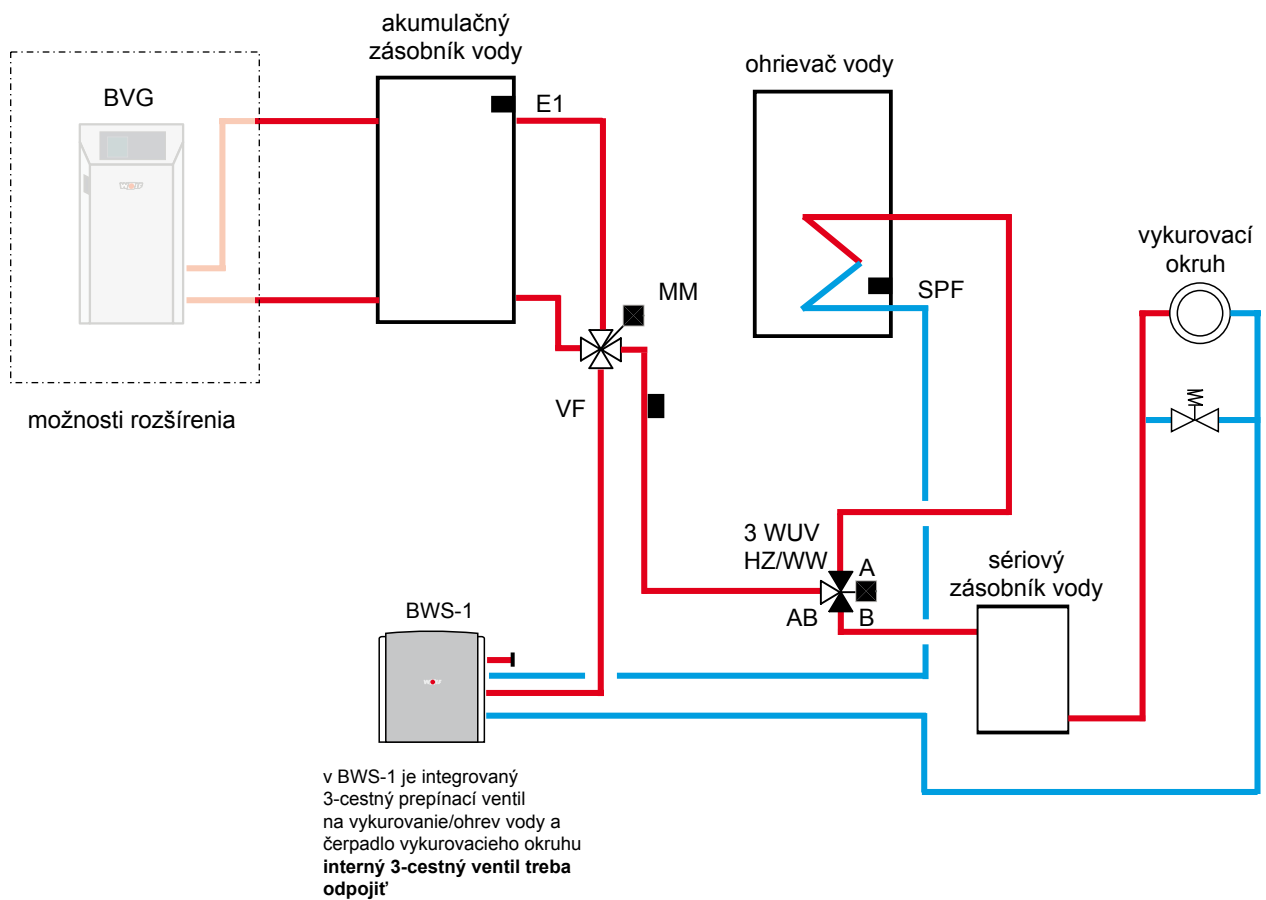 akumulačný
zásobník vody
ohrievač vody
BVG
E1
vykurovací
okruh
MM
SPF
možnosti rozšírenia
VF
3 WUV
HZ/WW
A
AB
B
sériový
zásobník vody
BWS-1
v BWS-1 je integrovaný
3-cestný prepínací ventil
na vykurovanie/ohrev vody a
čerpadlo vykurovacieho okruhu
interný 3-cestný ventil treba
odpojiť